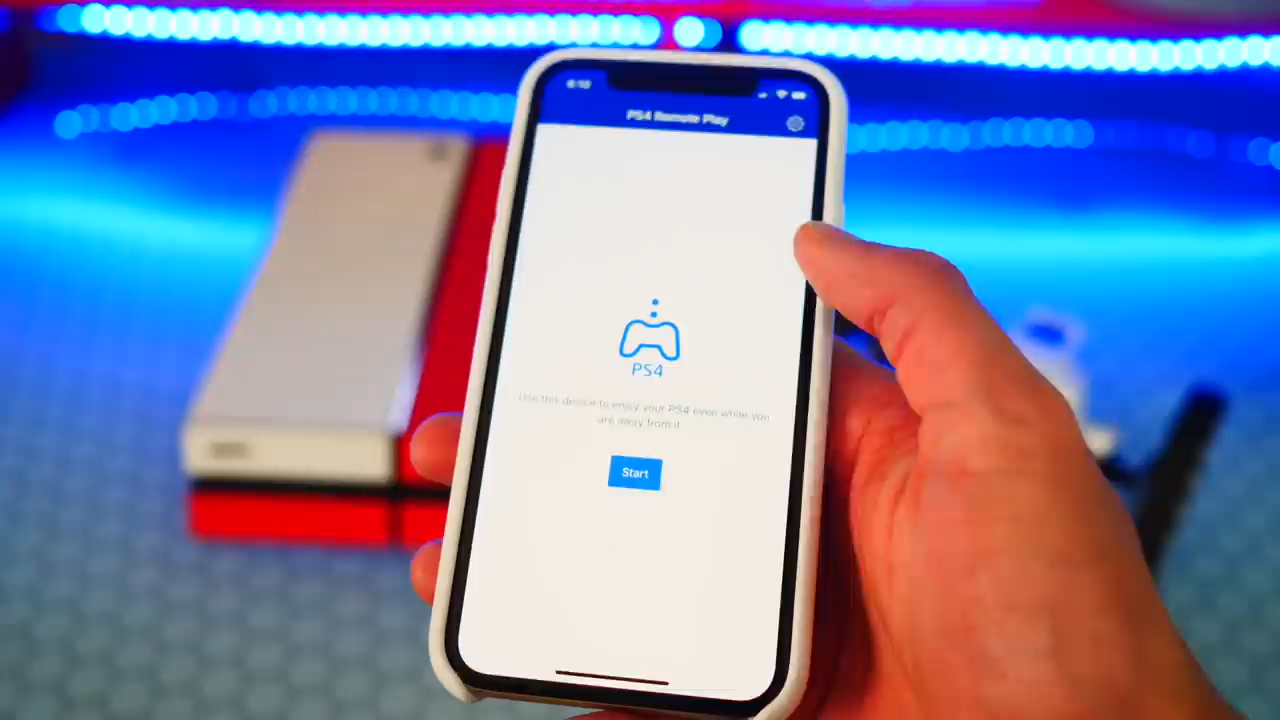 PS4 Remote Play
PS4
Use this device to enjoy your PS4 even while you
are away from it.
Start